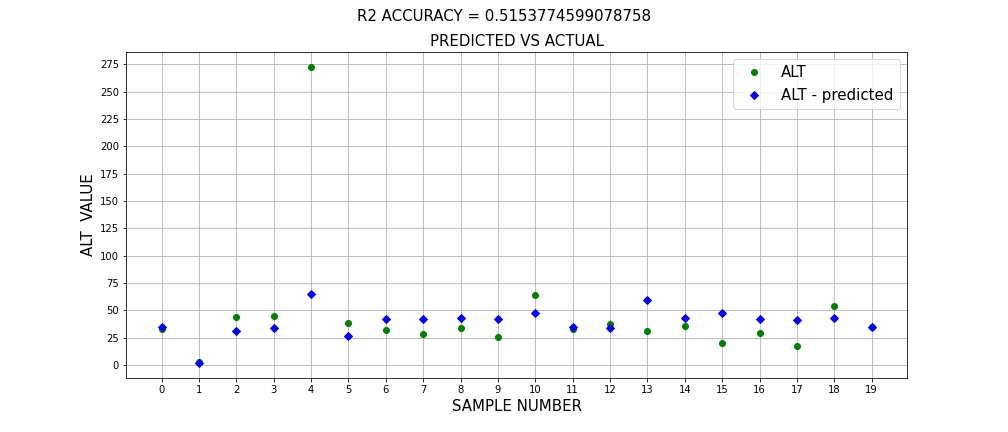 R2 ACCURACY = 0.5153774599078758
PREDICTED VS ACTUAL
ALT
ALT - predicted
ALT  VALUE
275
250
225
200
175
150
125
100
75
50
25
0
0 1 2 3 4 5 6 7 8 9 10 11 12 13 14 15 16 17 18 19
SAMPLE NUMBER